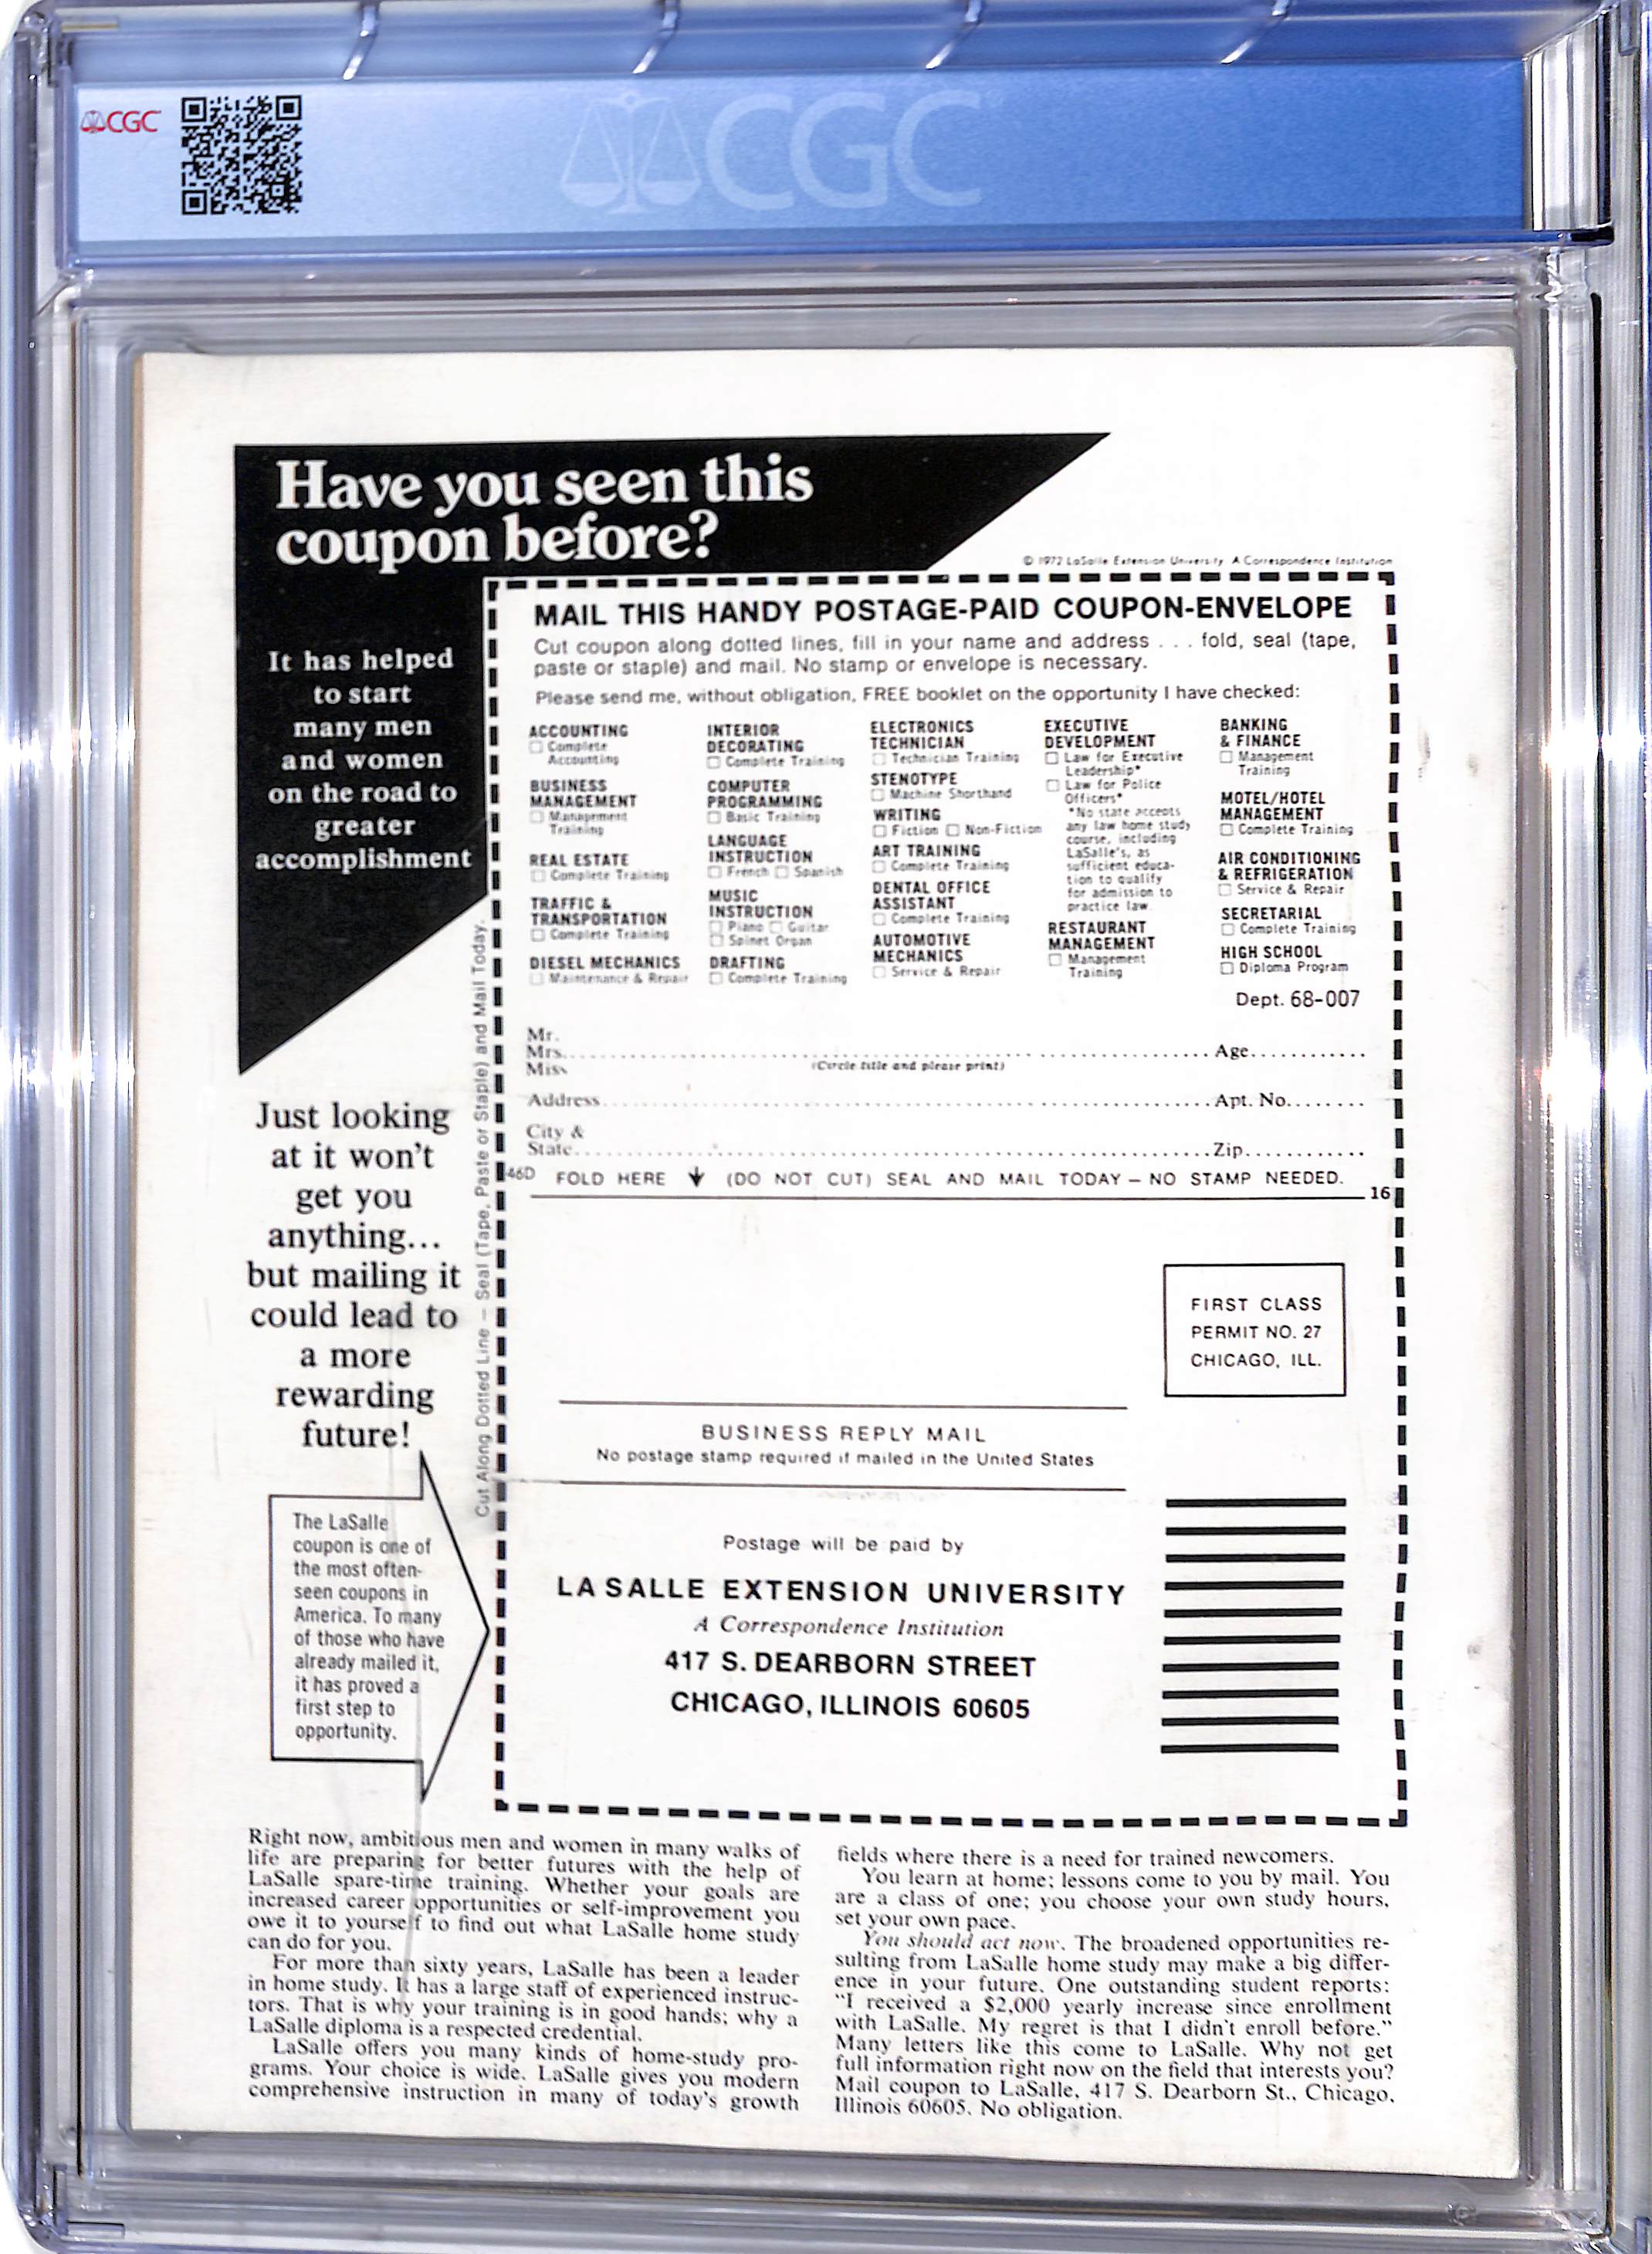 CGC
CGC
Have you seen this
coupon before?
© 1972 LaSalle Extension University A Correspondence Institution
It has helped
to start
many men
and women
on the road to
greater
accomplishment
MAIL THIS HANDY POSTAGE-PAID COUPON-ENVELOPE
Cut coupon along dotted lines, fill in your name and address . . . fold, seal (tape,
paste or staple) and mail. No stamp or envelope is necessary.
Please send me, without obligation, FREE booklet on the opportunity I have checked:
ACCOUNTING
☐ Complete
Accounting
BUSINESS
MANAGEMENT
☐ Management
Training
REAL ESTATE
☐ Complete Training
TRAFFIC &
TRANSPORTATION
☐ Complete Training
DIESEL MECHANICS
☐ Maintenance & Repair
INTERIOR
DECORATING
☐ Complete Training
COMPUTER
PROGRAMMING
☐ Basic Training
LANGUAGE
INSTRUCTION
☐ French ☐ Spanish
MUSIC
INSTRUCTION
☐ Piano ☐ Guitar
☐ Spinet Organ
DRAFTING
☐ Complete Training
ELECTRONICS
TECHNICIAN
☐ Technician Training
STENOTYPE
☐ Machine Shorthand
WRITING
☐ Fiction ☐ Non-Fiction
ART TRAINING
☐ Complete Training
DENTAL OFFICE
ASSISTANT
☐ Complete Training
AUTOMOTIVE
MECHANICS
☐ Service & Repair
EXECUTIVE
DEVELOPMENT
☐ Law for Executive
Leadership*
☐ Law for Police
Officers*
*No state accepts
any law home study
course, including
LaSalle's, as
sufficient educa-
tion to qualify
for admission to
practice law.
RESTAURANT
MANAGEMENT
☐ Management
Training
BANKING
& FINANCE
☐ Management
Training
MOTEL/HOTEL
MANAGEMENT
☐ Complete Training
AIR CONDITIONING
& REFRIGERATION
☐ Service & Repair
SECRETARIAL
☐ Complete Training
HIGH SCHOOL
☐ Diploma Program
Dept. 68-007
Mr.
Mrs. Age
Miss (Circle title and please print)
Address Apt. No.
City &
State Zip
46D FOLD HERE ↓ (DO NOT CUT) SEAL AND MAIL TODAY – NO STAMP NEEDED.
16
Cut Along Dotted Line – Seal (Tape, Paste or Staple) and Mail Today.
Just looking
at it won't
get you
anything...
but mailing it
could lead to
a more
rewarding
future!
The LaSalle
coupon is one of
the most often-
seen coupons in
America. To many
of those who have
already mailed it,
it has proved a
first step to
opportunity.
FIRST CLASS
PERMIT NO. 27
CHICAGO, ILL.
BUSINESS REPLY MAIL
No postage stamp required if mailed in the United States
Postage will be paid by
LA SALLE EXTENSION UNIVERSITY
A Correspondence Institution
417 S. DEARBORN STREET
CHICAGO, ILLINOIS 60605
Right now, ambitious men and women in many walks of
life are preparing for better futures with the help of
LaSalle spare-time training. Whether your goals are
increased career opportunities or self-improvement you
owe it to yourself to find out what LaSalle home study
can do for you.
For more than sixty years, LaSalle has been a leader
in home study. It has a large staff of experienced instruc-
tors. That is why your training is in good hands; why a
LaSalle diploma is a respected credential.
LaSalle offers you many kinds of home-study pro-
grams. Your choice is wide. LaSalle gives you modern
comprehensive instruction in many of today's growth
fields where there is a need for trained newcomers.
You learn at home; lessons come to you by mail. You
are a class of one; you choose your own study hours,
set your own pace.
You should act now. The broadened opportunities re-
sulting from LaSalle home study may make a big differ-
ence in your future. One outstanding student reports:
"I received a $2,000 yearly increase since enrollment
with LaSalle. My regret is that I didn't enroll before."
Many letters like this come to LaSalle. Why not get
full information right now on the field that interests you?
Mail coupon to LaSalle, 417 S. Dearborn St., Chicago,
Illinois 60605. No obligation.